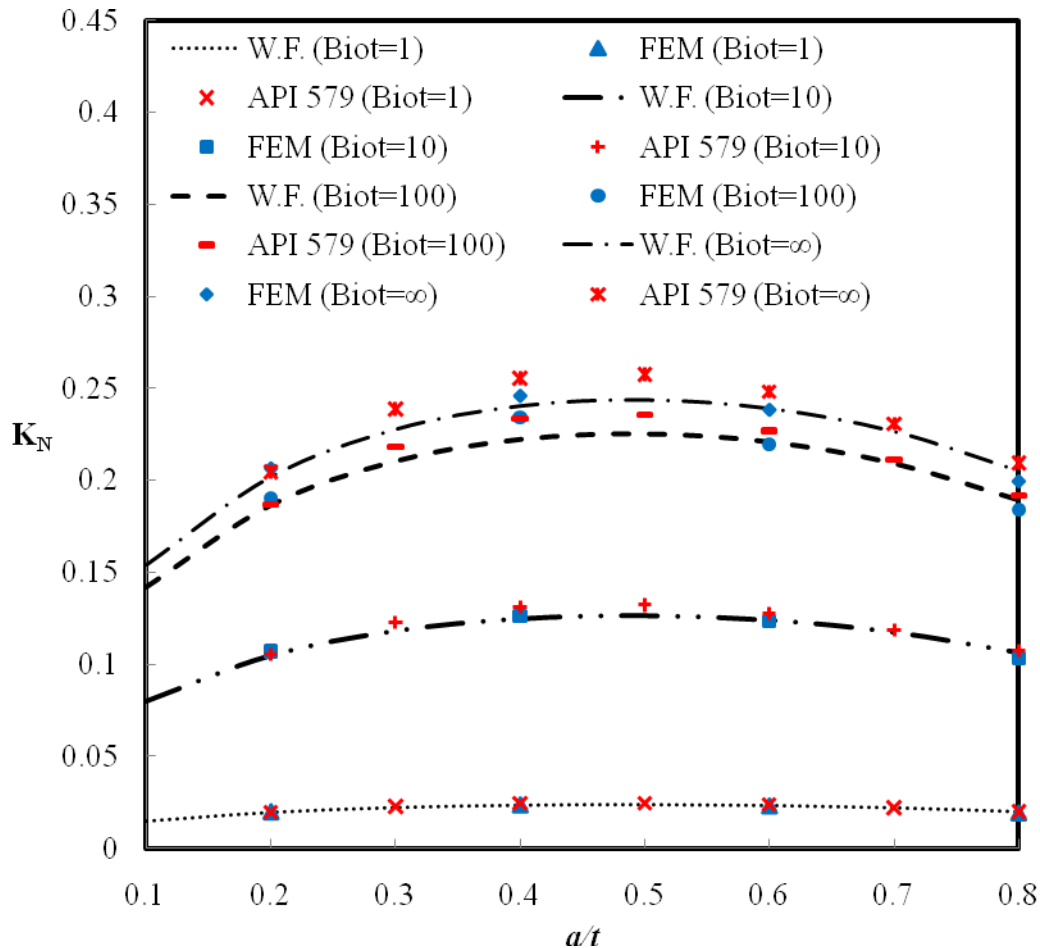 0.45
W.F. (Biot=1) FEM (Biot=1)
0.4
API 579 (Biot=1) W.F. (Biot=10)
FEM (Biot=10) API 579 (Biot=10)
0.35
W.F. (Biot=100) FEM (Biot=100)
API 579 (Biot=100) W.F. (Biot=∞)
0.3
FEM (Biot=∞) API 579 (Biot=∞)
0.25
K_N
0.2
0.15
0.1
0.05
0
0.1 0.2 0.3 0.4 0.5 0.6 0.7 0.8
a/t